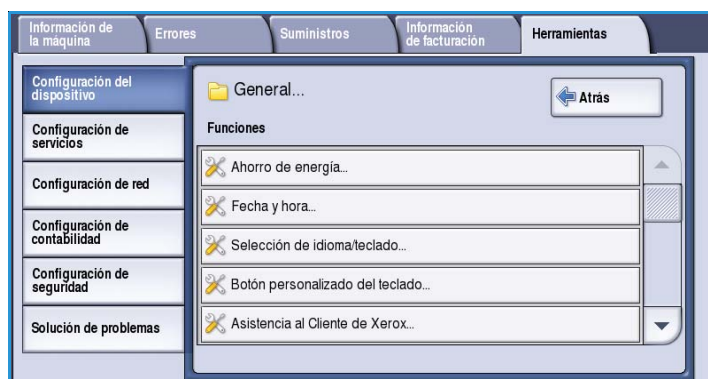 Información de
la máquina
Errores
Suministros
Información
de facturación
Herramientas
Configuración del
dispositivo
Configuración de
servicios
Configuración de red
Configuración de
contabilidad
Configuración de
seguridad
Solución de problemas
General...
Atrás
Funciones
Ahorro de energía...
Fecha y hora...
Selección de idioma/teclado...
Botón personalizado del teclado...
Asistencia al Cliente de Xerox...